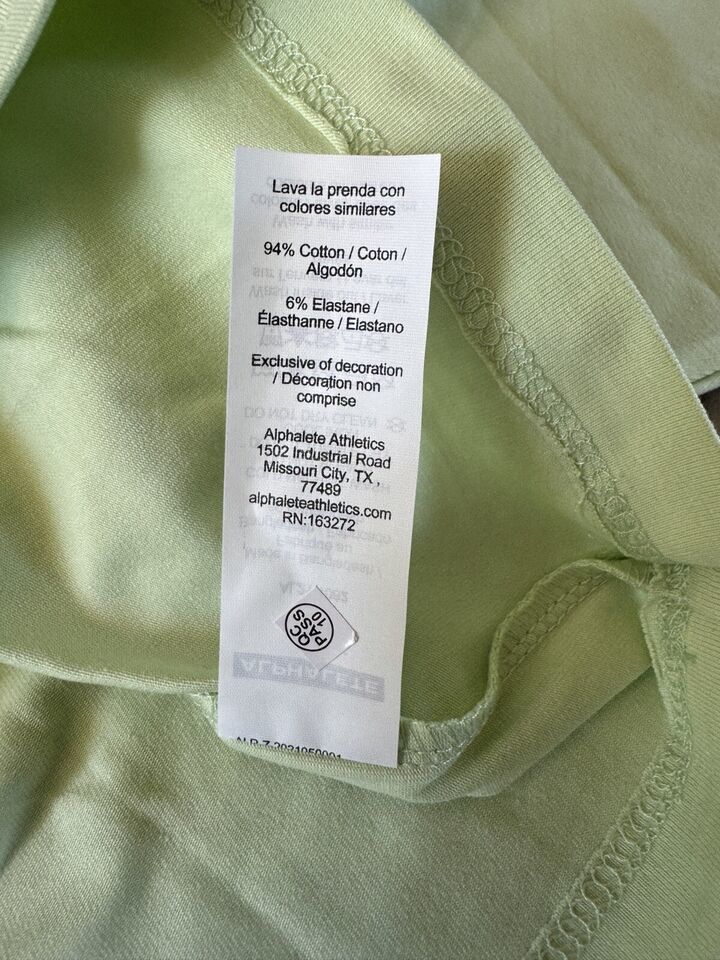 Lava la prenda con
colores similares
94% Cotton / Coton /
Algodón
6% Elastane /
Élasthanne / Elastano
Exclusive of decoration
/ Décoration non
comprise
Alphalete Athletics
1502 Industrial Road
Missouri City, TX ,
77489
alphaleteathletics.com
RN:163272
QC
PASS
10
ALPHALETE